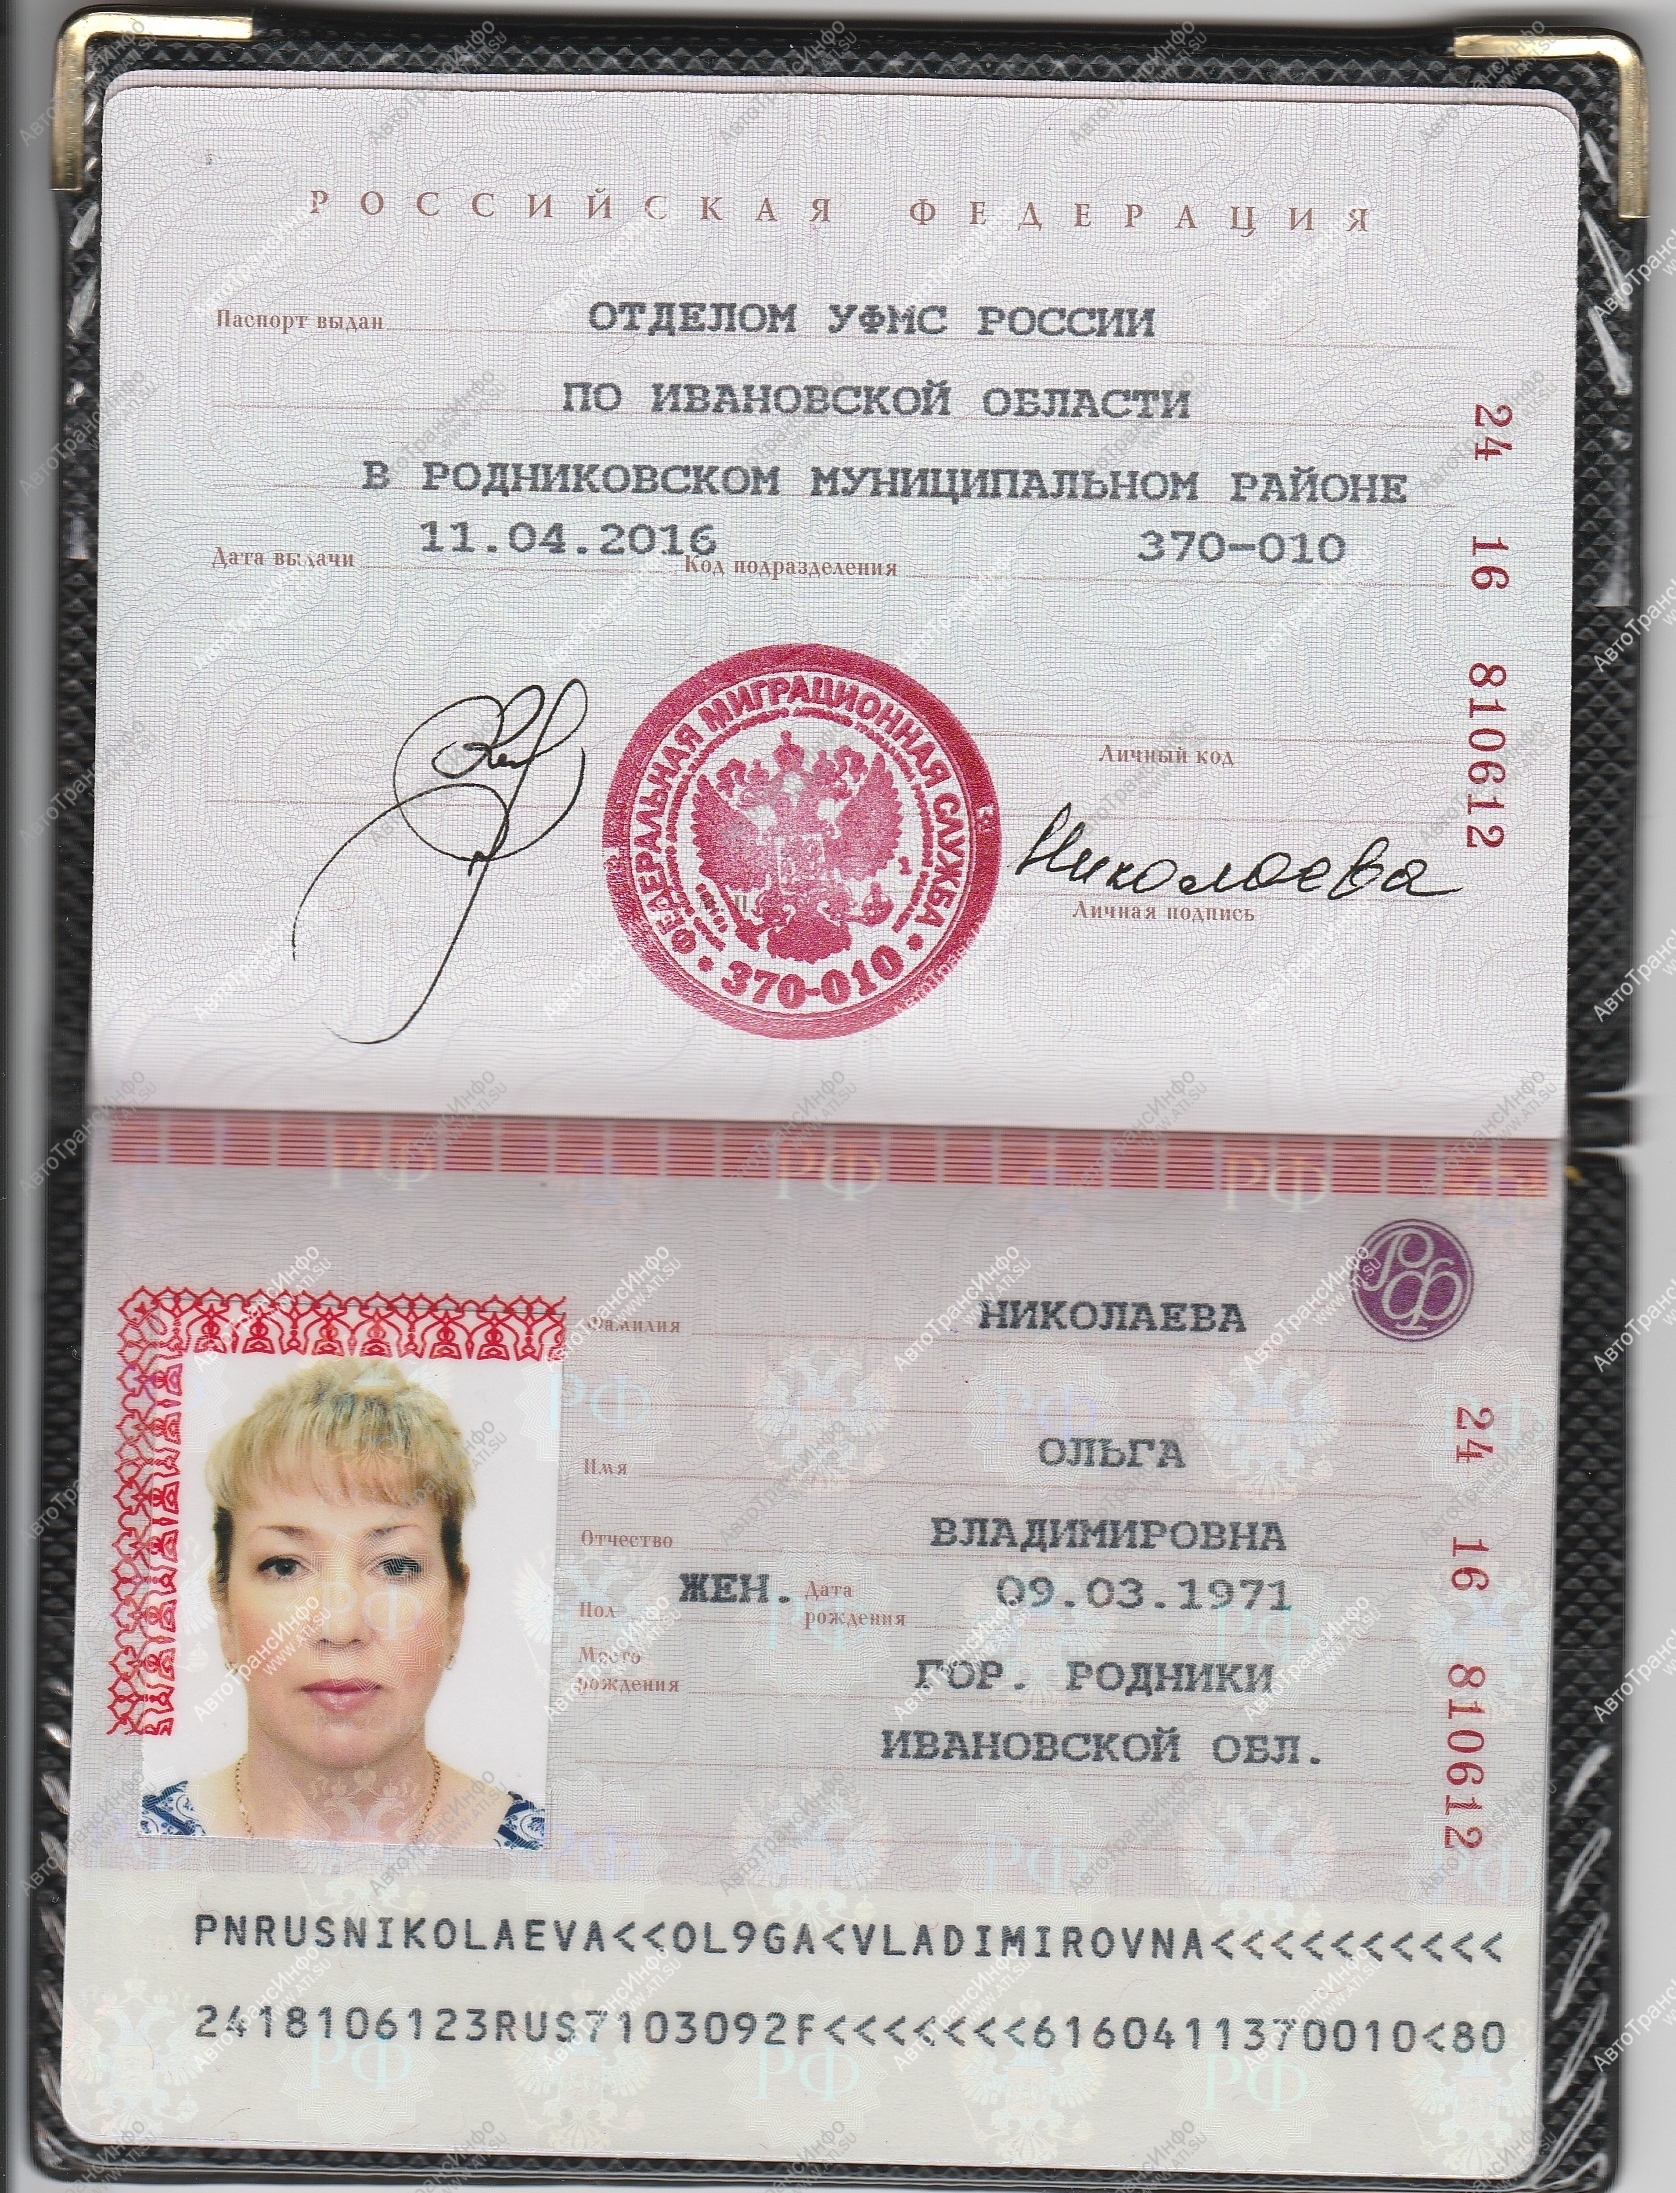 РОССИЙСКАЯ ФЕДЕРАЦИЯ
Паспорт выдан ОТДЕЛОМ УФМС РОССИИ
ПО ИВАНОВСКОЙ ОБЛАСТИ
В РОДНИКОВСКОМ МУНИЦИПАЛЬНОМ РАЙОНЕ
Дата выдачи 11.04.2016 Код подразделения 370-010
24 16 810612
ФЕДЕРАЛЬНАЯ МИГРАЦИОННАЯ СЛУЖБА
370-010
Личный код
Николаева
Личная подпись
РФ
Фамилия НИКОЛАЕВА
Имя ОЛЬГА
Отчество ВЛАДИМИРОВНА
Пол ЖЕН. Дата рождения 09.03.1971
Место рождения ГОР. РОДНИКИ
ИВАНОВСКОЙ ОБЛ.
24 16 810612
PNRUSNIKOLAEVA<<OL9GA<VLADIMIROVNA<<<<<<<<<<
2418106123RUS7103092F<<<<<<<6160411370010<80
АвтоТрансИнфо
WWW.ATI.SU